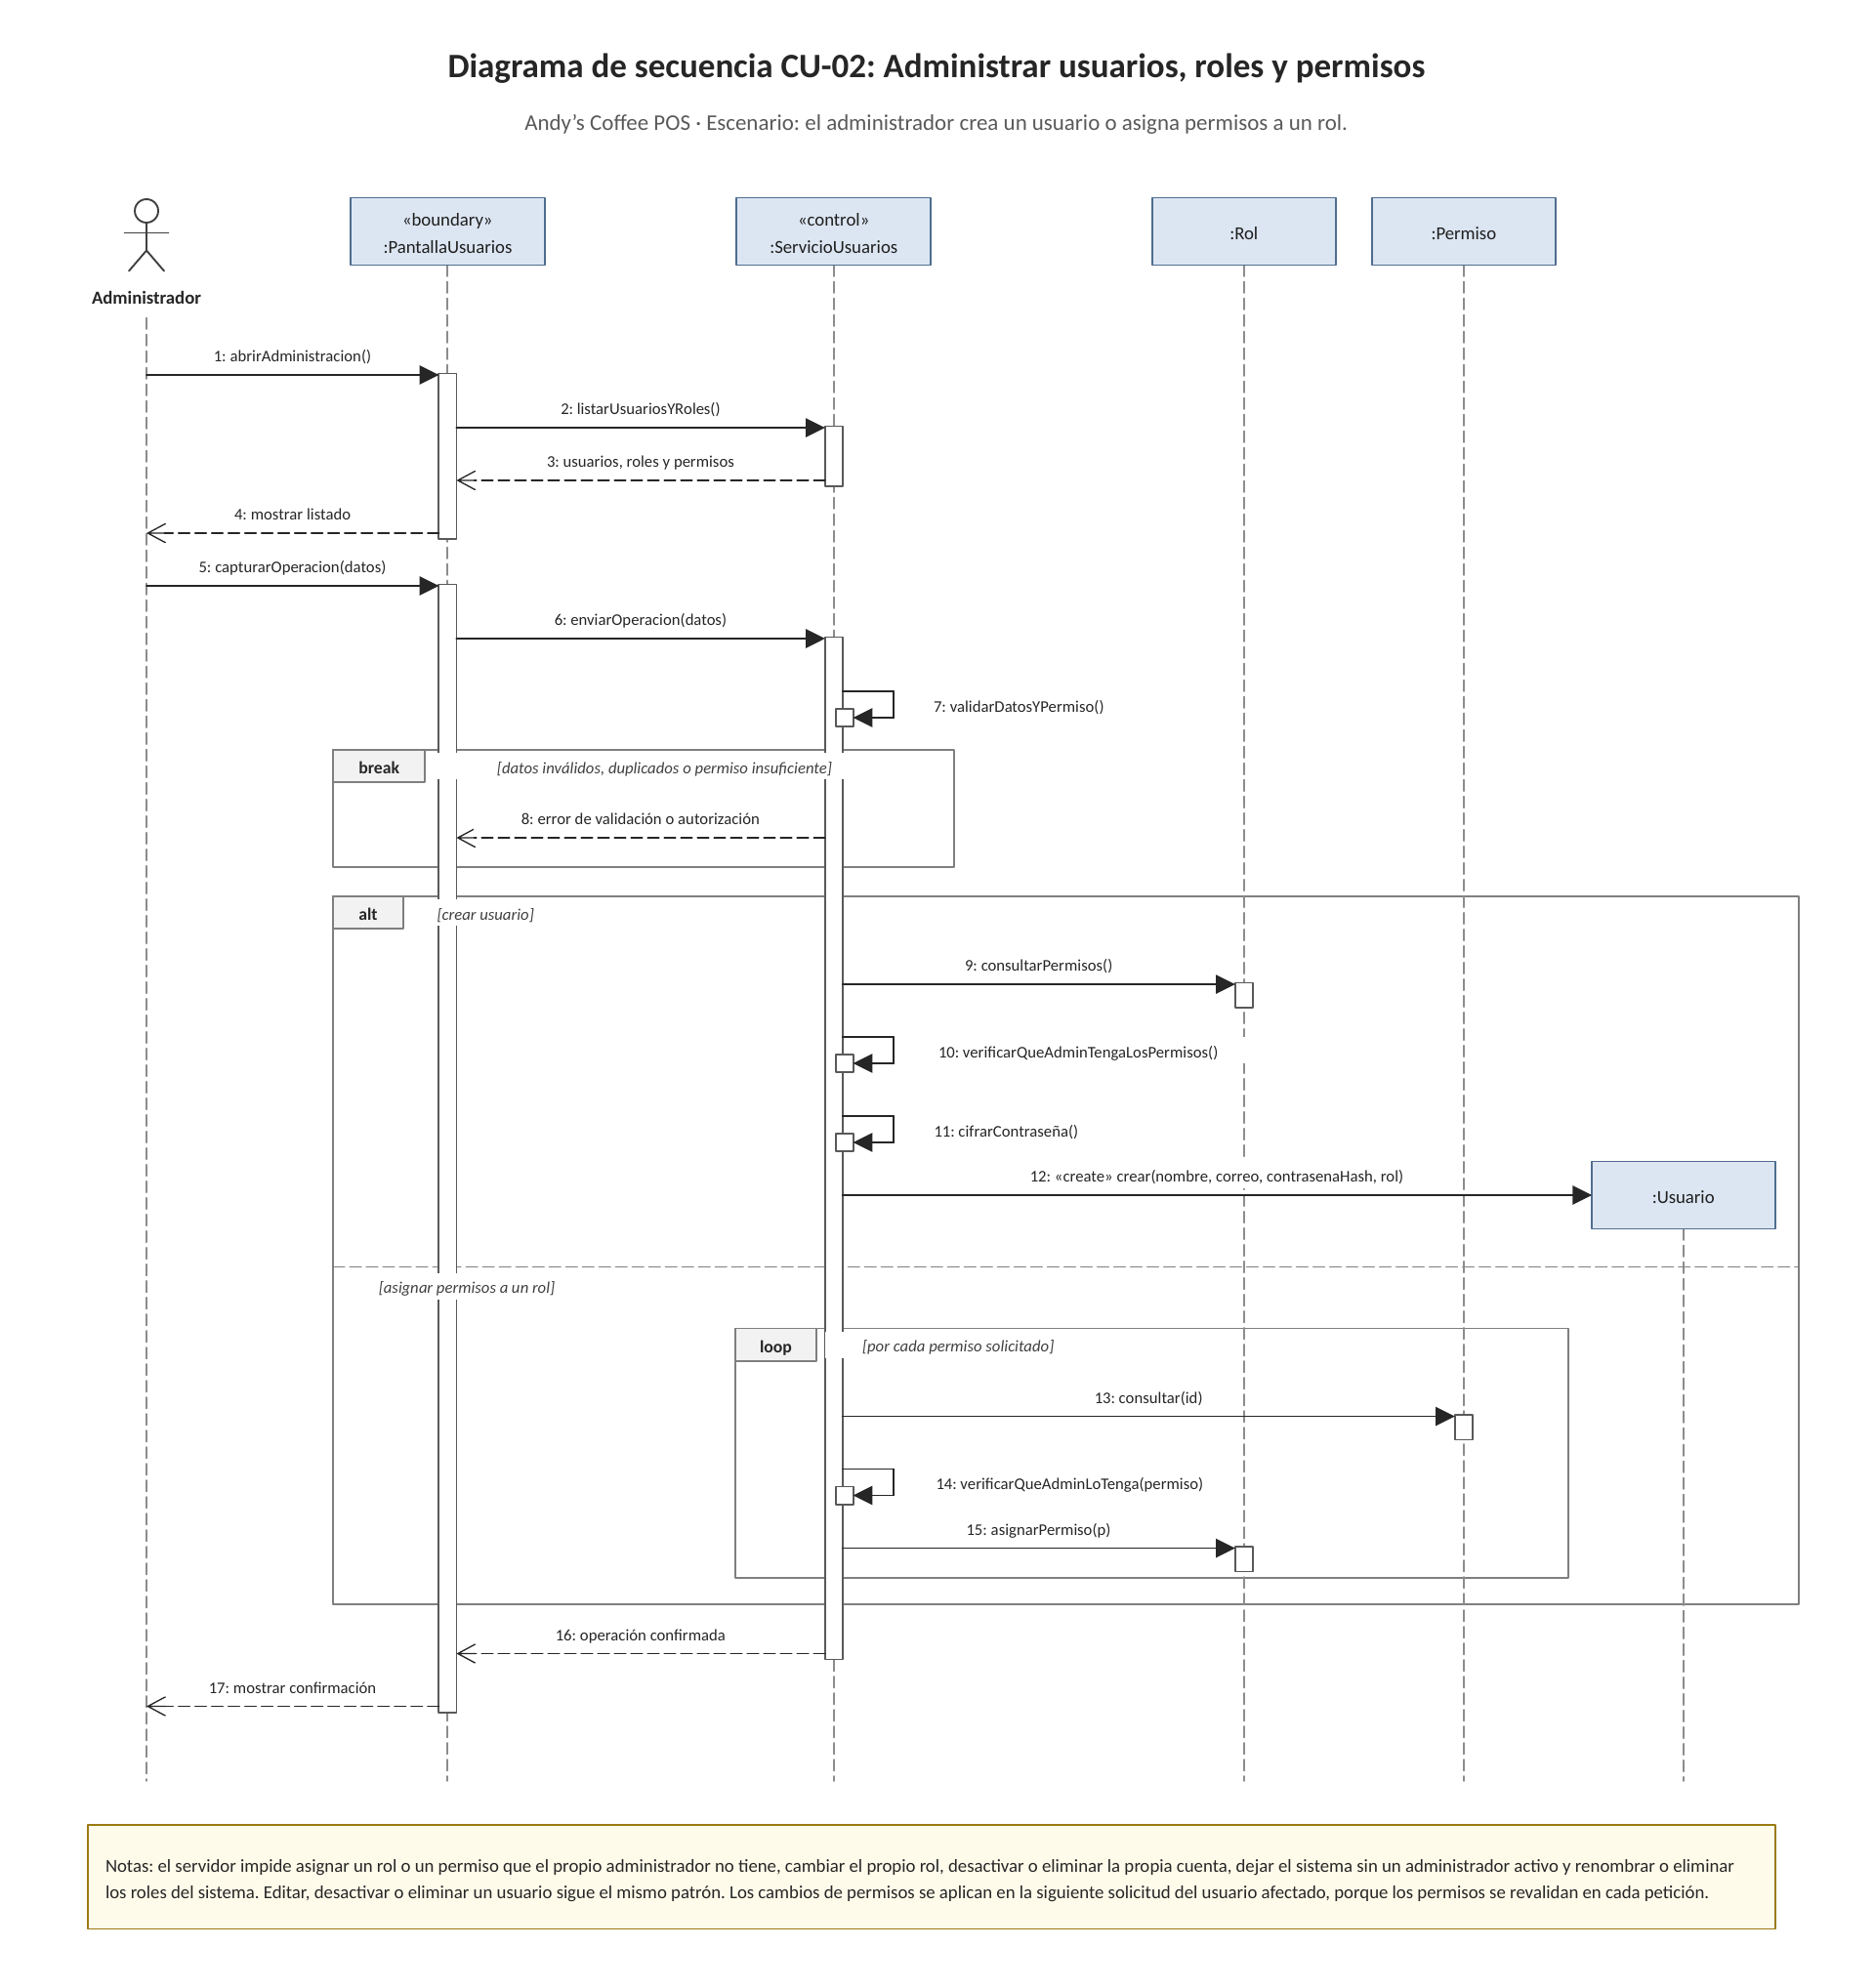 Diagrama de secuencia CU-02: Administrar usuarios, roles y permisos
Andy’s Coffee POS · Escenario: el administrador crea un usuario o asigna permisos a un rol.
«boundary»
:PantallaUsuarios
«control»
:ServicioUsuarios
:Rol
:Permiso
Administrador
1: abrirAdministracion()
2: listarUsuariosYRoles()
3: usuarios, roles y permisos
4: mostrar listado
5: capturarOperacion(datos)
6: enviarOperacion(datos)
7: validarDatosYPermiso()
break
[datos inválidos, duplicados o permiso insuficiente]
8: error de validación o autorización
alt
[crear usuario]
9: consultarPermisos()
10: verificarQueAdminTengaLosPermisos()
11: cifrarContraseña()
12: «create» crear(nombre, correo, contrasenaHash, rol)
:Usuario
[asignar permisos a un rol]
loop
[por cada permiso solicitado]
13: consultar(id)
14: verificarQueAdminLoTenga(permiso)
15: asignarPermiso(p)
16: operación confirmada
17: mostrar confirmación
Notas: el servidor impide asignar un rol o un permiso que el propio administrador no tiene, cambiar el propio rol, desactivar o eliminar la propia cuenta, dejar el sistema sin un administrador activo y renombrar o eliminar
los roles del sistema. Editar, desactivar o eliminar un usuario sigue el mismo patrón. Los cambios de permisos se aplican en la siguiente solicitud del usuario afectado, porque los permisos se revalidan en cada petición.